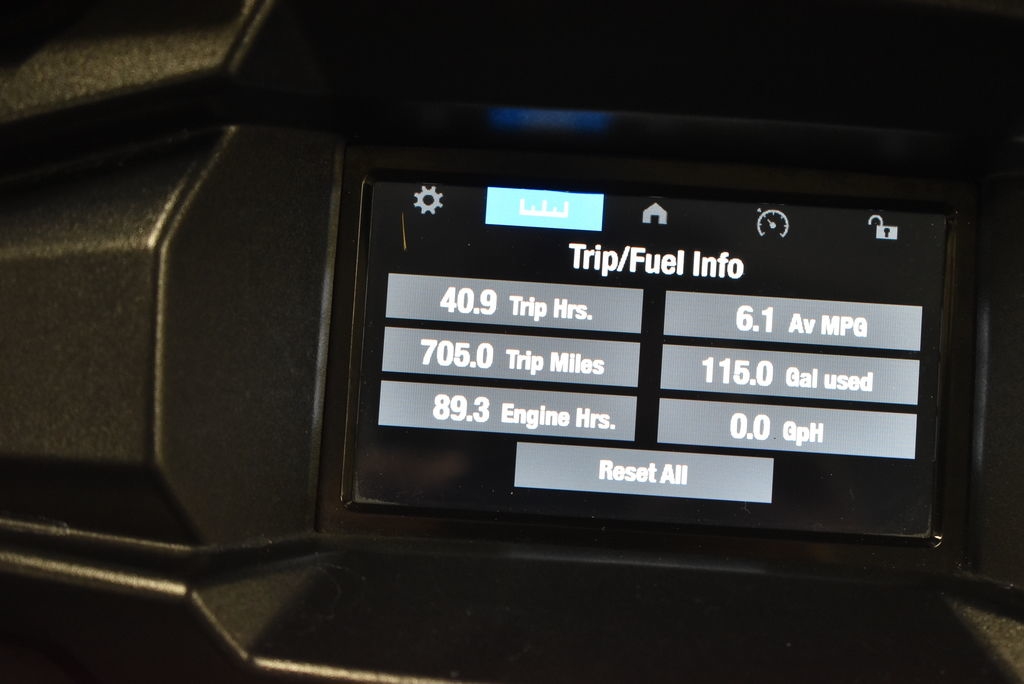 Trip/Fuel Info
40.9 Trip Hrs.
6.1 Av MPG
705.0 Trip Miles
115.0 Gal used
89.3 Engine Hrs.
0.0 GpH
Reset All